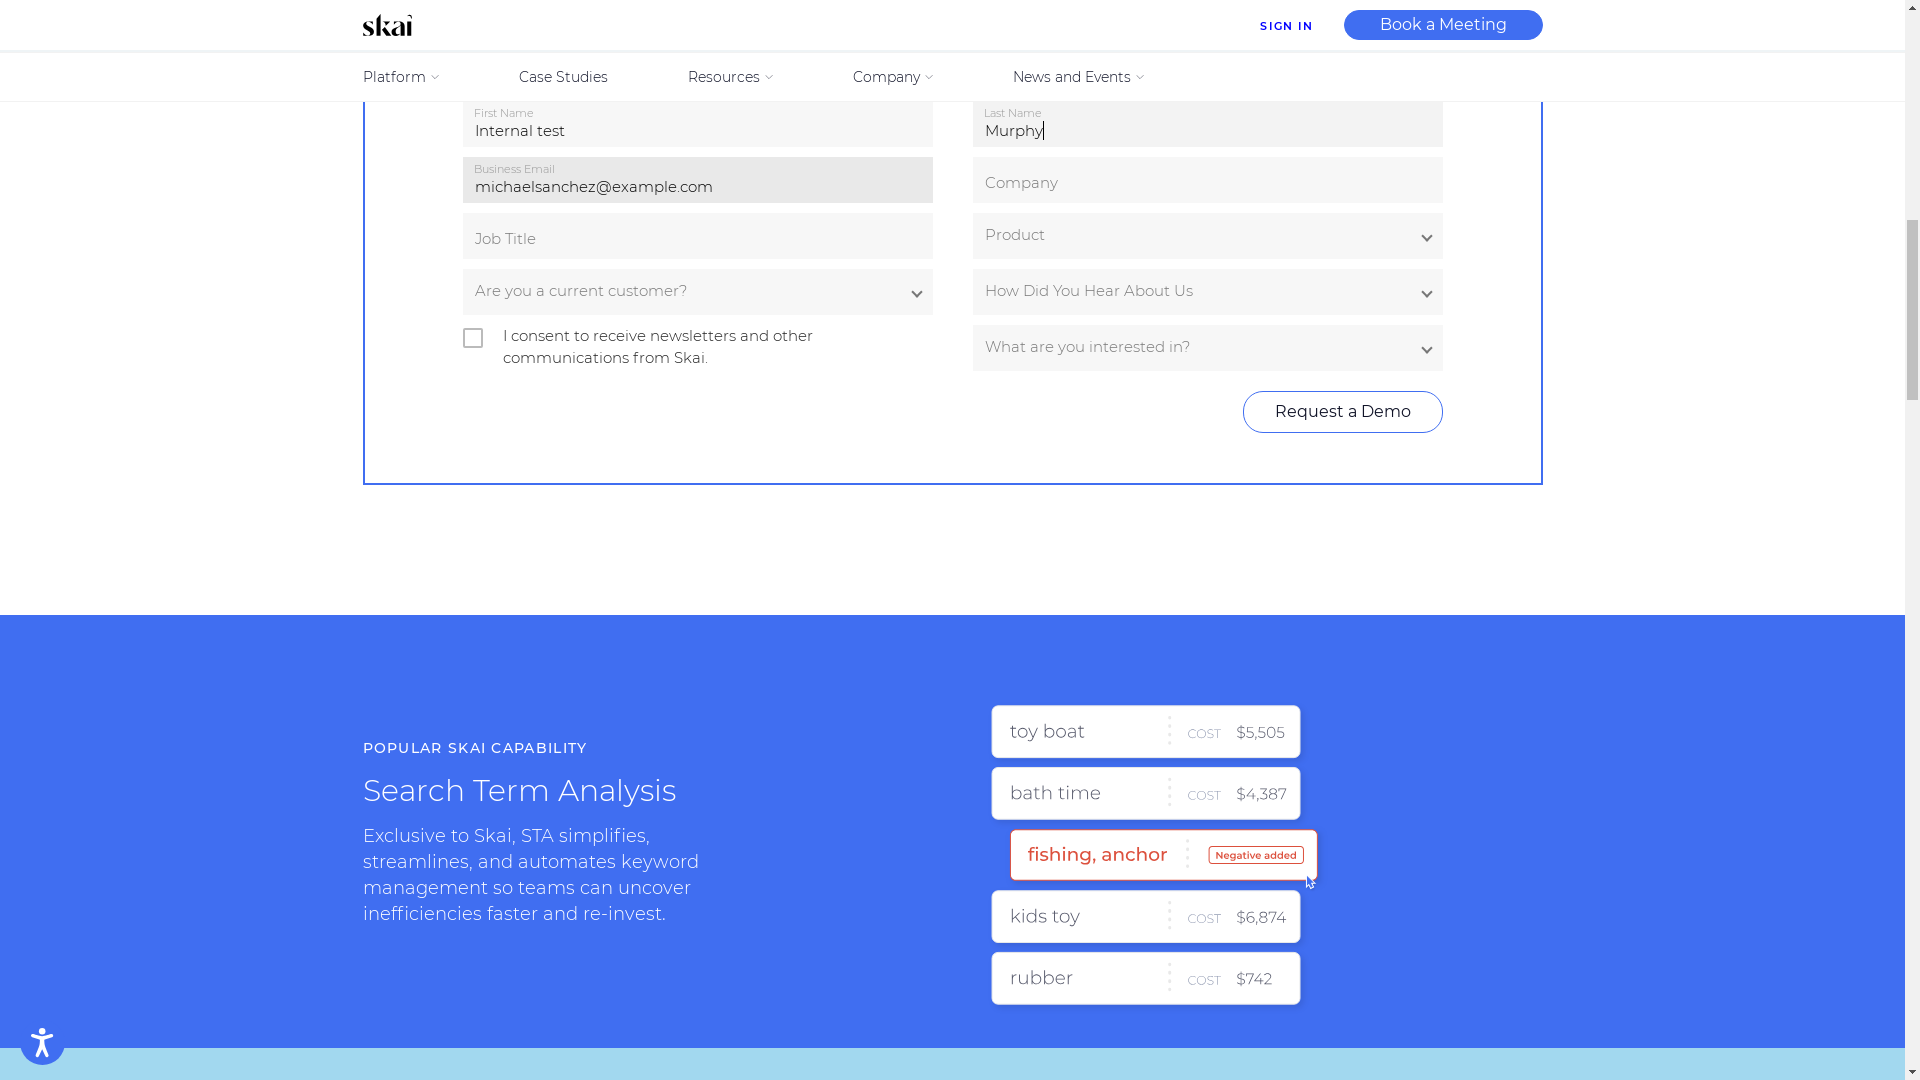 skai
SIGN IN
Book a Meeting
Platform
Case Studies
Resources
Company
News and Events
First Name
Internal test
Last Name
Murphy
Business Email
michaelsanchez@example.com
Company
Job Title
Product
Are you a current customer?
How Did You Hear About Us
I consent to receive newsletters and other
communications from Skai.
What are you interested in?
Request a Demo
POPULAR SKAI CAPABILITY
Search Term Analysis
Exclusive to Skai, STA simplifies,
streamlines, and automates keyword
management so teams can uncover
inefficiencies faster and re-invest.
toy boat COST $5,505
bath time COST $4,387
fishing, anchor Negative added
kids toy COST $6,874
rubber COST $742